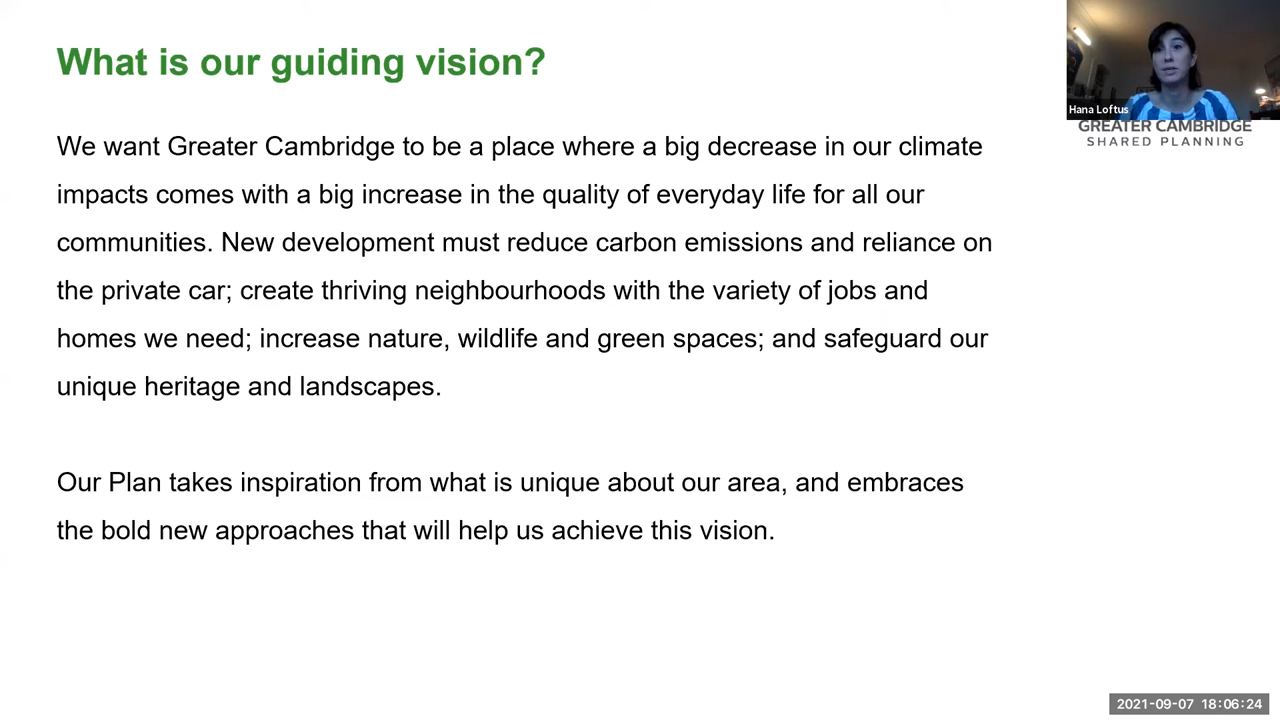 What is our guiding vision?
Hana Loftus
GREATER CAMBRIDGE
SHARED PLANNING
We want Greater Cambridge to be a place where a big decrease in our climate
impacts comes with a big increase in the quality of everyday life for all our
communities. New development must reduce carbon emissions and reliance on
the private car; create thriving neighbourhoods with the variety of jobs and
homes we need; increase nature, wildlife and green spaces; and safeguard our
unique heritage and landscapes.
Our Plan takes inspiration from what is unique about our area, and embraces
the bold new approaches that will help us achieve this vision.
2021-09-07 18:06:24